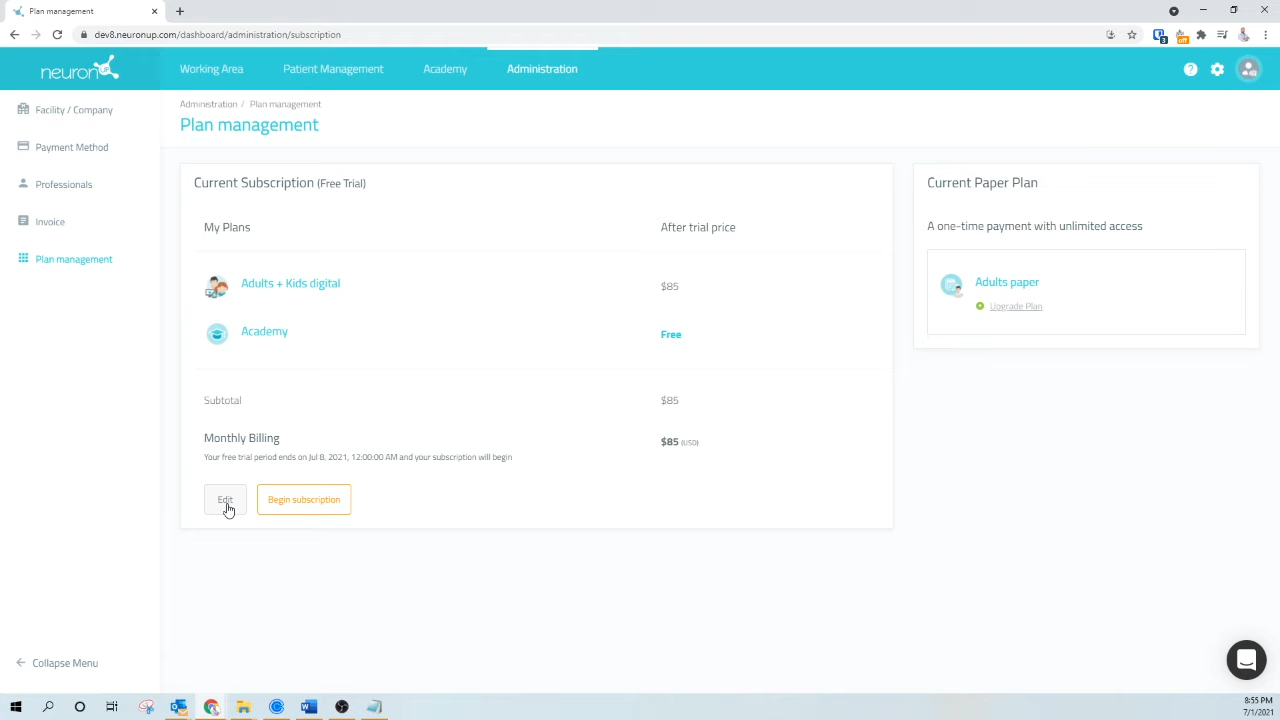 Plan management
dev8.neuronup.com/dashboard/administration/subscription
3
off
neuronUP
Working Area
Patient Management
Academy
Administration
?
Facility / Company
Payment Method
Professionals
Invoice
Plan management
Collapse Menu
Administration / Plan management
Plan management
Current Subscription (Free Trial)
My Plans
After trial price
Adults + Kids digital
$85
Academy
Free
Subtotal
$85
Monthly Billing
$85 (USD)
Your free trial period ends on Jul 8, 2021, 12:00:00 AM and your subscription will begin
Edit
Begin subscription
Current Paper Plan
A one-time payment with unlimited access
Adults paper
Upgrade Plan
8:55 PM
7/1/2021